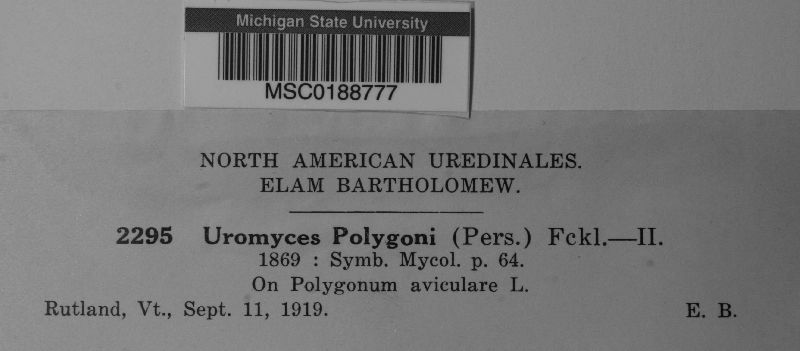 Michigan State University
MSC0188777
NORTH AMERICAN UREDINALES.
ELAM BARTHOLOMEW.
2295 Uromyces Polygoni (Pers.) Fckl.—II.
1869 : Symb. Mycol. p. 64.
On Polygonum aviculare L.
Rutland, Vt., Sept. 11, 1919. E. B.